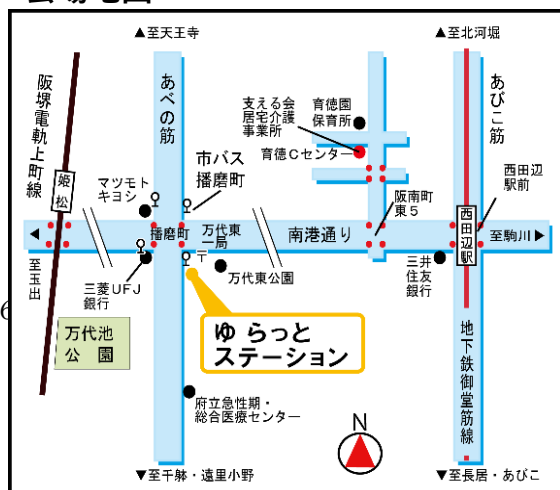 会場地図
▲至天王寺
▲至北河堀
阪堺電軌上町線
あべの筋
あびこ筋
支える会
居宅介護
事業所
育徳園
保育所
育徳Cセンター
市バス
播磨町
マツモト
キヨシ
姫松
阪南町
東5
西田辺
駅前
播磨町
万代
東一局
〒
南港通り
西田辺駅
至駒川▶
◀
至玉出
三菱UFJ
銀行
万代東公園
三井
住友
銀行
ゆらっと
ステーション
万代池
公園
地下鉄御堂筋線
府立急性期・
総合医療センター
N
▼至千躰・遠里小野
▼至長居・あびこ